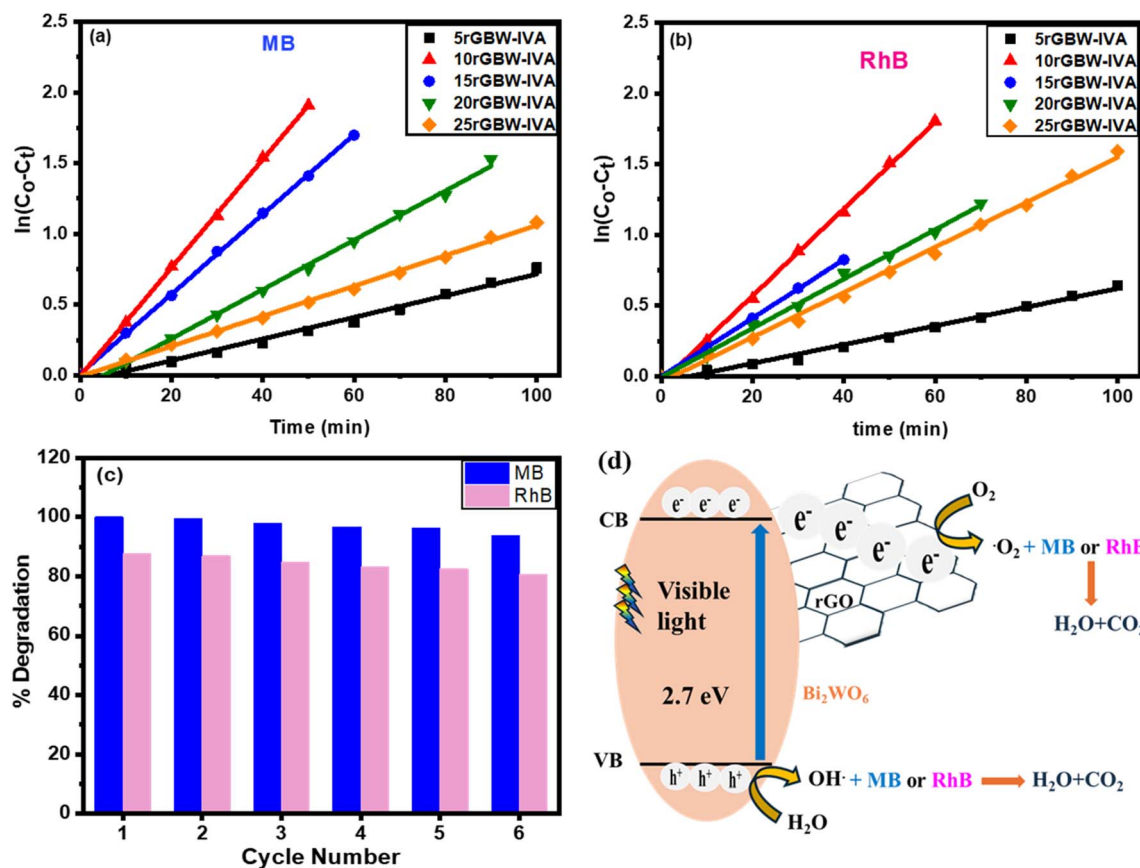 (a)
MB
5rGBW-IVA
10rGBW-IVA
15rGBW-IVA
20rGBW-IVA
25rGBW-IVA
2.5
2.0
1.5
1.0
0.5
0.0
ln(C₀-Cₜ)
0 20 40 60 80 100
Time (min)
(b)
RhB
5rGBW-IVA
10rGBW-IVA
15rGBW-IVA
20rGBW-IVA
25rGBW-IVA
2.5
2.0
1.5
1.0
0.5
0.0
ln(C₀-Cₜ)
0 20 40 60 80 100
time (min)
(c)
MB
RhB
120
100
80
60
40
20
0
% Degradation
1 2 3 4 5 6
Cycle Number
(d)
e⁻ e⁻ e⁻
CB
e⁻
e⁻
e⁻
e⁻
O₂
·O₂ + MB or RhB
rGO
H₂O+CO₂
Visible
light
2.7 eV
Bi₂WO₆
VB
h⁺ h⁺ h⁺
OH· + MB or RhB
H₂O+CO₂
H₂O